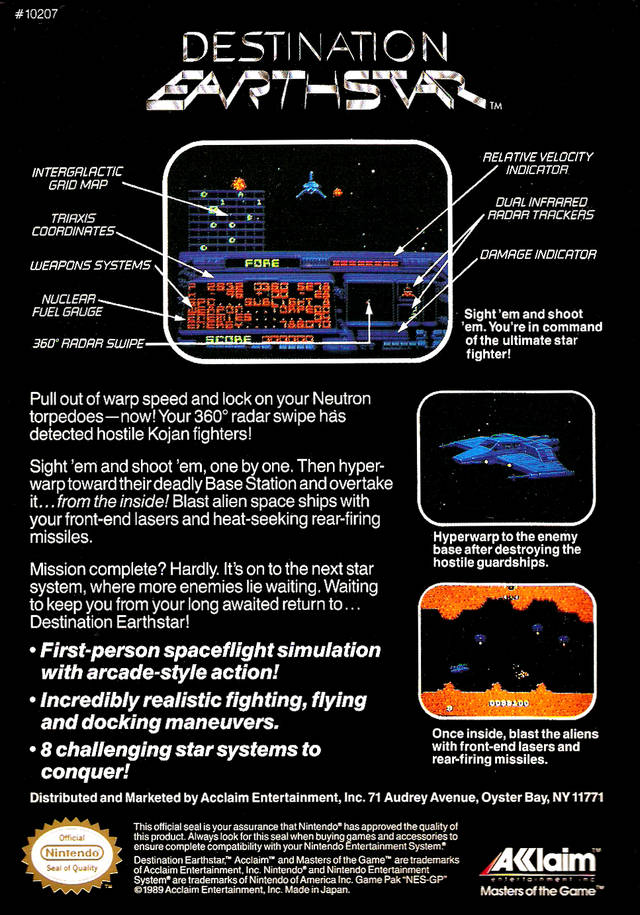 #10207
DESTINATION
EARTHSTAR™
INTERGALACTIC
GRID MAP
TRIAXIS
COORDINATES
WEAPONS SYSTEMS
NUCLEAR
FUEL GAUGE
360° RADAR SWIPE
RELATIVE VELOCITY
INDICATOR
DUAL INFRARED
RADAR TRACKERS
DAMAGE INDICATOR
FORE
SCORE
Sight 'em and shoot
'em. You're in command
of the ultimate star
fighter!
Pull out of warp speed and lock on your Neutron
torpedoes—now! Your 360° radar swipe has
detected hostile Kojan fighters!
Sight 'em and shoot 'em, one by one. Then hyper-
warp toward their deadly Base Station and overtake
it...from the inside! Blast alien space ships with
your front-end lasers and heat-seeking rear-firing
missiles.
Mission complete? Hardly. It's on to the next star
system, where more enemies lie waiting. Waiting
to keep you from your long awaited return to...
Destination Earthstar!
• First-person spaceflight simulation
with arcade-style action!
• Incredibly realistic fighting, flying
and docking maneuvers.
• 8 challenging star systems to
conquer!
Hyperwarp to the enemy
base after destroying the
hostile guardships.
Once inside, blast the aliens
with front-end lasers and
rear-firing missiles.
Distributed and Marketed by Acclaim Entertainment, Inc. 71 Audrey Avenue, Oyster Bay, NY 11771
Official
Nintendo®
Seal of Quality
™
This official seal is your assurance that Nintendo® has approved the quality of
this product. Always look for this seal when buying games and accessories to
ensure complete compatibility with your Nintendo Entertainment System.®
Destination Earthstar,™ Acclaim™ and Masters of the Game™ are trademarks
of Acclaim Entertainment, Inc. Nintendo® and Nintendo Entertainment
System® are trademarks of Nintendo of America Inc. Game Pak "NES-GP"
©1989 Acclaim Entertainment, Inc. Made in Japan.
AKklaim™
entertainment inc
Masters of the Game™